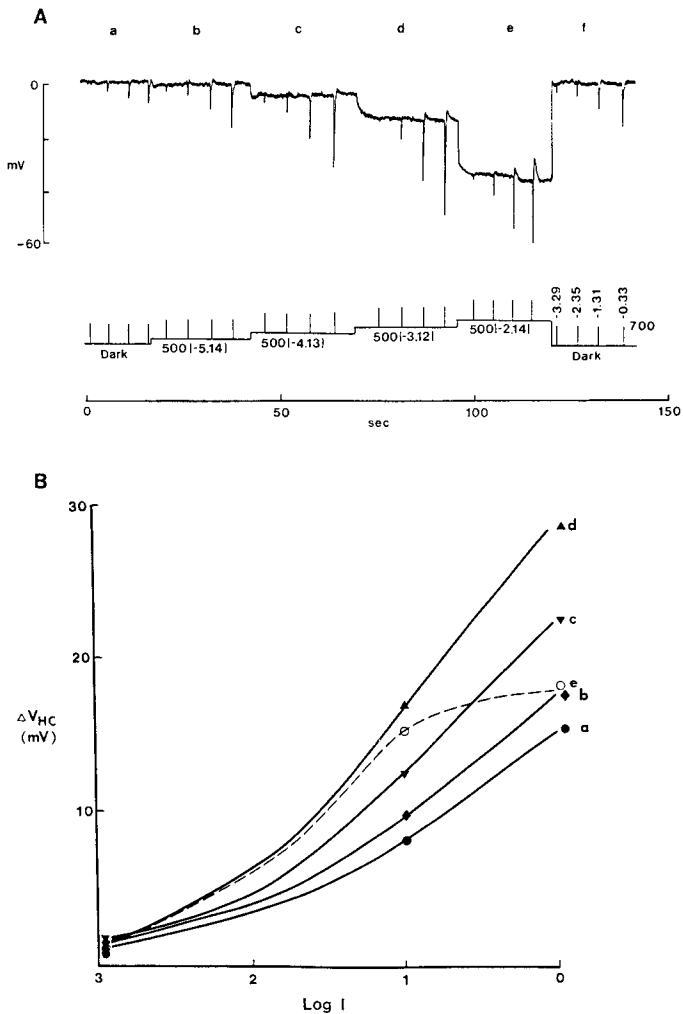 A
a b c d e f
0
mV
-60
-3.29
-2.35
-1.31
-0.33
700
Dark
500|-5.14|
500|-4.13|
500|-3.12|
500|-2.14|
Dark
0 50 100 150
sec
B
30
20
10
ΔVHC
(mV)
d
c
e
b
a
3 2 1 0
Log I